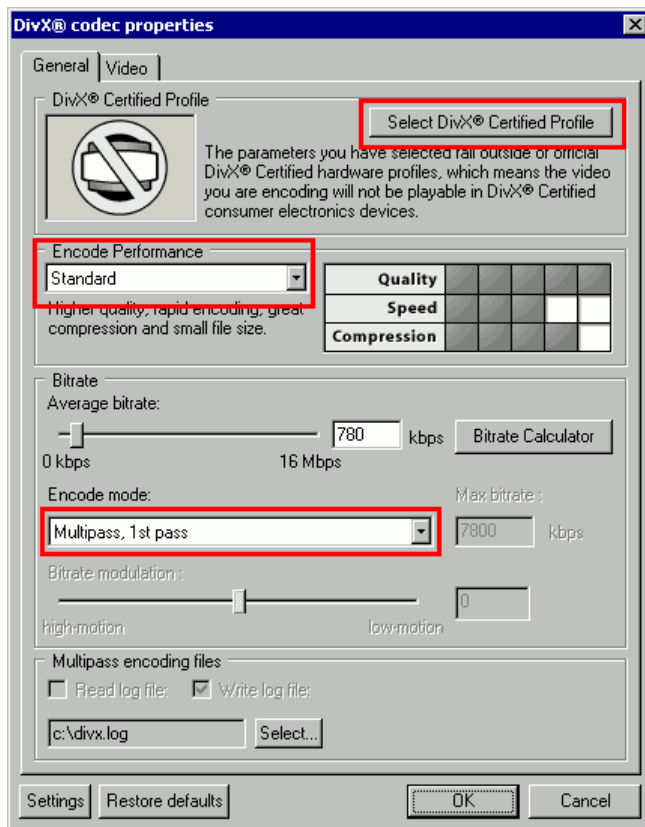 DivX® codec properties
General
Video
DivX® Certified Profile
Select DivX® Certified Profile
The parameters you have selected fall outside of official
DivX® Certified hardware profiles, which means the video
you are encoding will not be playable in DivX® Certified
consumer electronics devices.
Encode Performance
Standard
Higher quality, rapid encoding, great
compression and small file size.
Quality
Speed
Compression
Bitrate
Average bitrate:
780 kbps
Bitrate Calculator
0 kbps
16 Mbps
Encode mode:
Max bitrate :
Multipass, 1st pass
7800 kbps
Bitrate modulation :
0
high-motion
low-motion
Multipass encoding files
Read log file:
Write log file:
c:\divx.log
Select...
Settings
Restore defaults
OK
Cancel